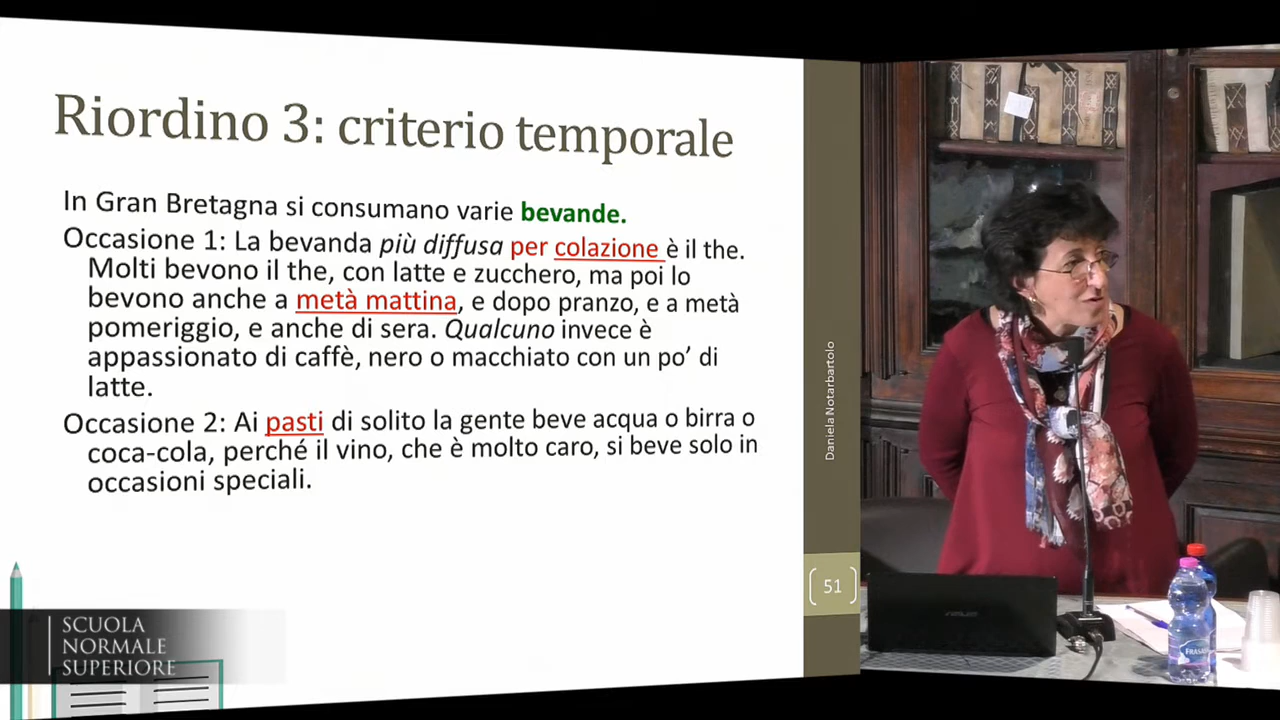 Riordino 3: criterio temporale
In Gran Bretagna si consumano varie bevande.
Occasione 1: La bevanda più diffusa per colazione è il the.
Molti bevono il the, con latte e zucchero, ma poi lo
bevono anche a metà mattina, e dopo pranzo, e a metà
pomeriggio, e anche di sera. Qualcuno invece è
appassionato di caffè, nero o macchiato con un po’ di
latte.
Occasione 2: Ai pasti di solito la gente beve acqua o birra o
coca-cola, perché il vino, che è molto caro, si beve solo in
occasioni speciali.
Daniela Notarbartolo
51
SCUOLA
NORMALE
SUPERIORE
ASUS